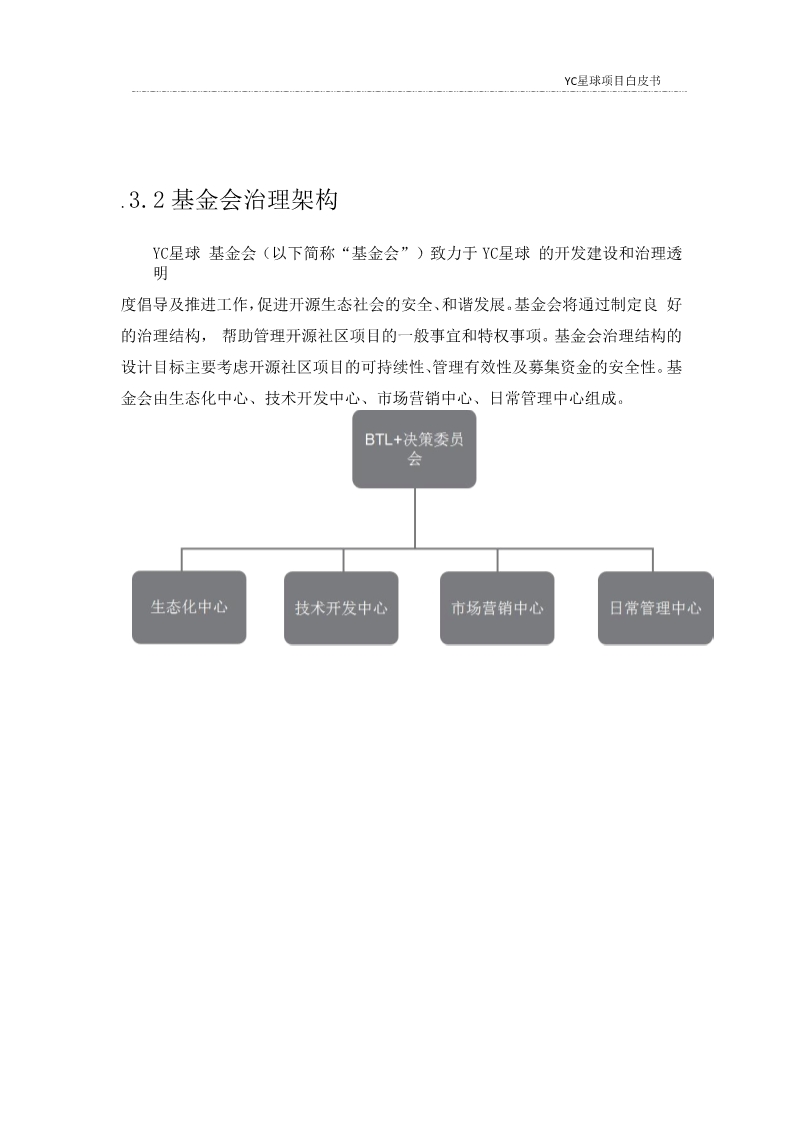 YC星球项目白皮书
.3.2 基金会治理架构
YC星球 基金会（以下简称“基金会”）致力于 YC星球 的开发建设和治理透
明
度倡导及推进工作，促进开源生态社会的安全、和谐发展。基金会将通过制定良 好
的治理结构， 帮助管理开源社区项目的一般事宜和特权事项。基金会治理结构的
设计目标主要考虑开源社区项目的可持续性、管理有效性及募集资金的安全性。基
金会由生态化中心、技术开发中心、市场营销中心、日常管理中心组成。
BTL+决策委员
会
生态化中心 技术开发中心 市场营销中心 日常管理中心